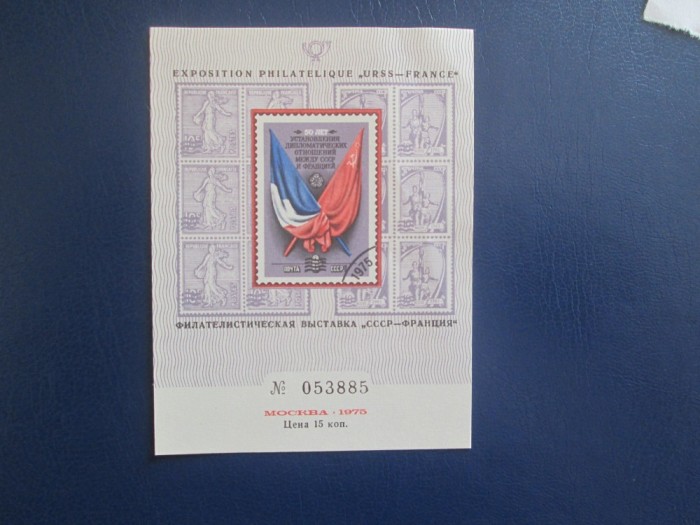 EXPOSITION PHILATELIQUE „URSS—FRANCE“
50 ЛЕТ
УСТАНОВЛЕНИЯ
ДИПЛОМАТИЧЕСКИХ
ОТНОШЕНИЙ
МЕЖДУ СССР
И ФРАНЦИЕЙ
ПОЧТА СССР
1975
ФИЛАТЕЛИСТИЧЕСКАЯ ВЫСТАВКА „СССР—ФРАНЦИЯ“
№ 053885
МОСКВА · 1975
Цена 15 коп.